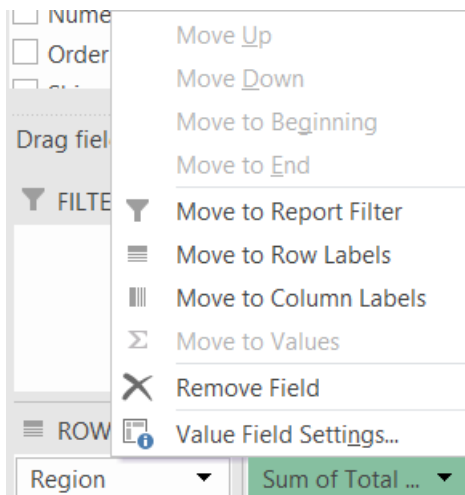 Nume
Order
Move Up
Move Down
Move to Beginning
Move to End
Drag fiel
FILTE
Move to Report Filter
Move to Row Labels
Move to Column Labels
Move to Values
Remove Field
ROW
Value Field Settings...
Region
Sum of Total ...